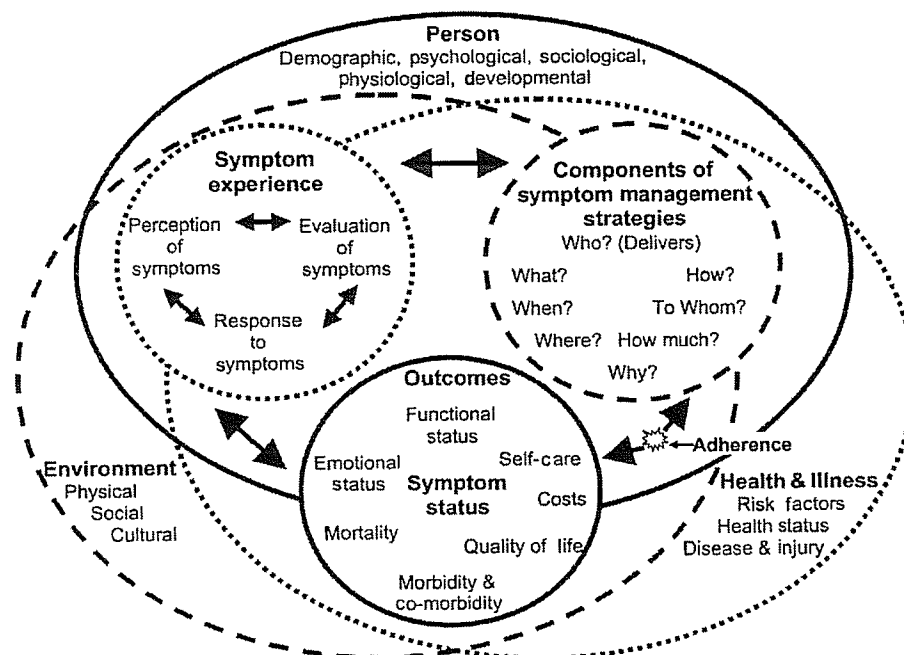 Person
Demographic, psychological, sociological,
physiological, developmental
Symptom
experience
Perception
of
symptoms
Evaluation
of
symptoms
Response
to
symptoms
Components of
symptom management
strategies
Who? (Delivers)
What?
How?
When?
To Whom?
Where?
How much?
Why?
Outcomes
Functional
status
Emotional
status
Self-care
Symptom
status
Costs
Mortality
Quality of life
Morbidity &
co-morbidity
Adherence
Environment
Physical
Social
Cultural
Health & Illness
Risk factors
Health status
Disease & injury